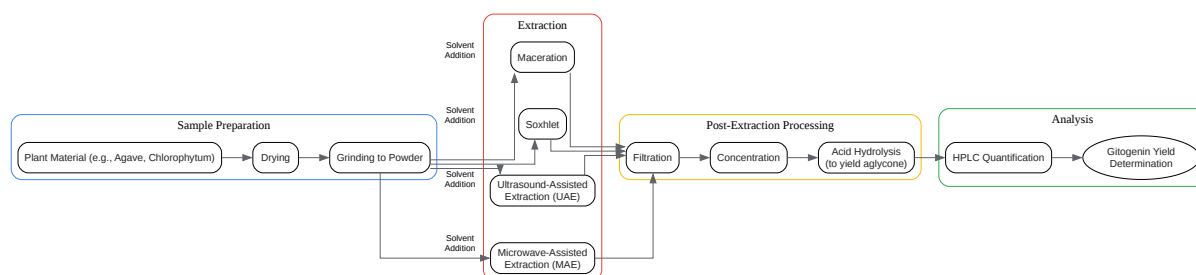 Extraction
Solvent
Addition
Maceration
Solvent
Addition
Soxhlet
Sample Preparation
Post-Extraction Processing
Analysis
Plant Material (e.g., Agave, Chlorophytum)
Drying
Grinding to Powder
Filtration
Concentration
Acid Hydrolysis
(to yield aglycone)
HPLC Quantification
Gitogenin Yield
Determination
Solvent
Addition
Ultrasound-Assisted
Extraction (UAE)
Solvent
Addition
Microwave-Assisted
Extraction (MAE)